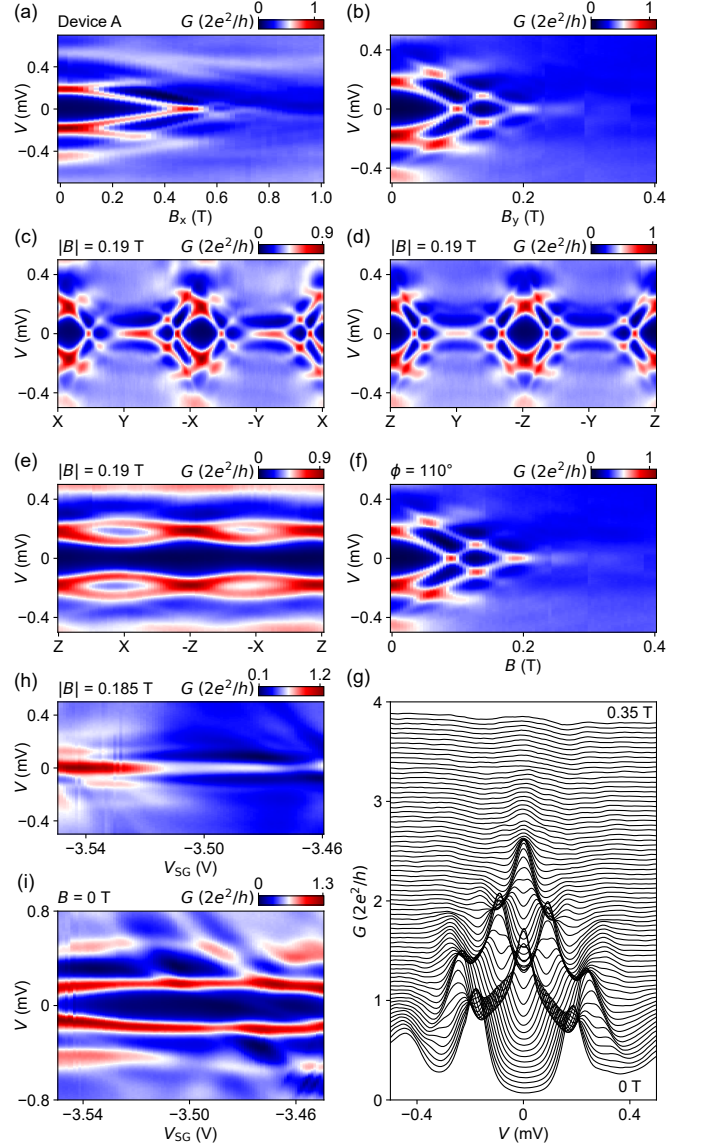 (a) Device A G (2e²/h) 0 1
V (mV) 0.4 0 −0.4
0 0.2 0.4 0.6 0.8 1.0
Bx (T)
(b) G (2e²/h) 0 1
V (mV) 0.4 0 −0.4
0 0.2 0.4
By (T)
(c) |B| = 0.19 T G (2e²/h) 0 0.9
V (mV) 0.4 0 −0.4
X Y -X -Y X
(d) |B| = 0.19 T G (2e²/h) 0 1
V (mV) 0.4 0 −0.4
Z Y -Z -Y Z
(e) |B| = 0.19 T G (2e²/h) 0 0.9
V (mV) 0.4 0 −0.4
Z X -Z -X Z
(f) ϕ = 110° G (2e²/h) 0 1
V (mV) 0.4 0 −0.4
0 0.2 0.4
B (T)
(h) |B| = 0.185 T G (2e²/h) 0.1 1.2
V (mV) 0.4 0 −0.4
−3.54 −3.50 −3.46
VSG (V)
(g)
G (2e²/h) 4 3 2 1 0
0.35 T
0 T
−0.4 0 0.4
V (mV)
(i) B = 0 T G (2e²/h) 0 1.3
V (mV) 0.8 0 −0.8
−3.54 −3.50 −3.46
VSG (V)